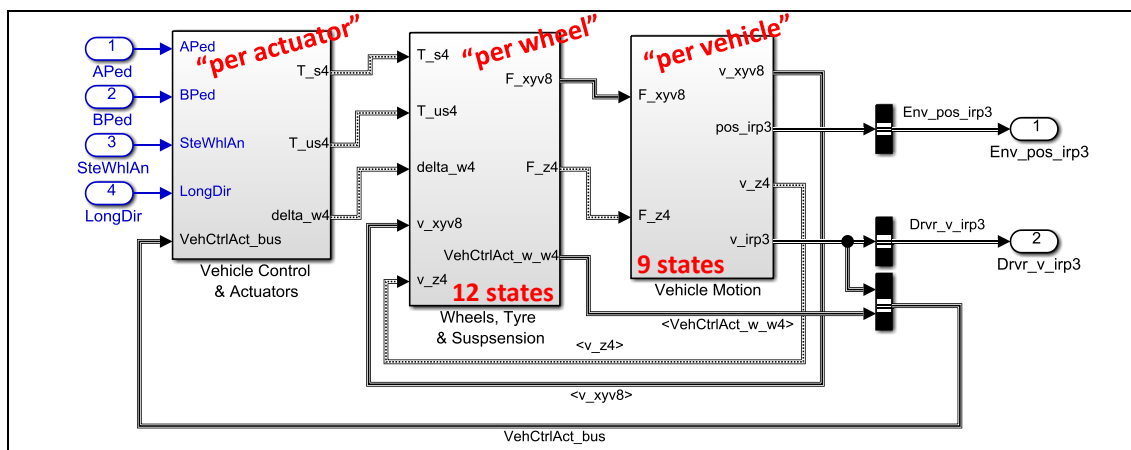 "per actuator"
1
APed
APed
2
BPed
BPed
3
SteWhlAn
SteWhlAn
4
LongDir
LongDir
VehCtrlAct_bus
T_s4
T_us4
delta_w4
Vehicle Control
& Actuators
"per wheel"
T_s4
T_us4
delta_w4
v_xyv8
v_z4
F_xyv8
F_z4
VehCtrlAct_w_w4
12 states
Wheels, Tyre
& Suspsension
"per vehicle"
F_xyv8
F_z4
v_xyv8
pos_irp3
v_z4
v_irp3
9 states
Vehicle Motion
Env_pos_irp3
1
Env_pos_irp3
Drvr_v_irp3
2
Drvr_v_irp3
<VehCtrlAct_w_w4>
<v_z4>
<v_xyv8>
VehCtrlAct_bus